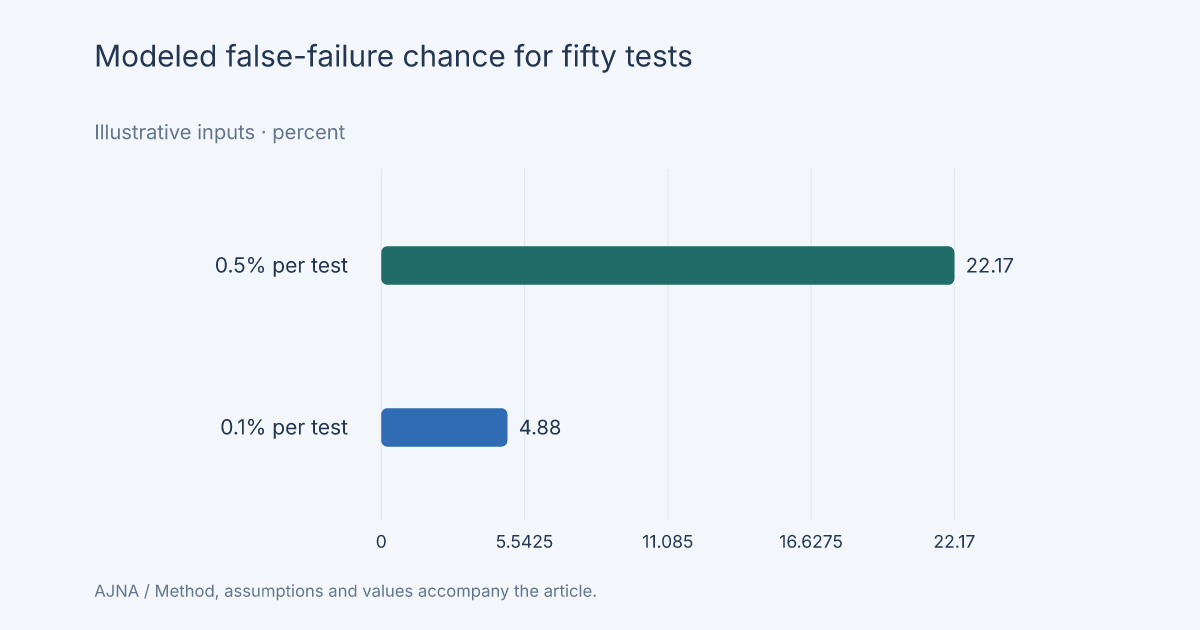 Modeled false-failure chance for fifty tests
Illustrative inputs · percent
0.5% per test
22.17
0.1% per test
4.88
0 5.5425 11.085 16.6275 22.17
AJNA / Method, assumptions and values accompany the article.